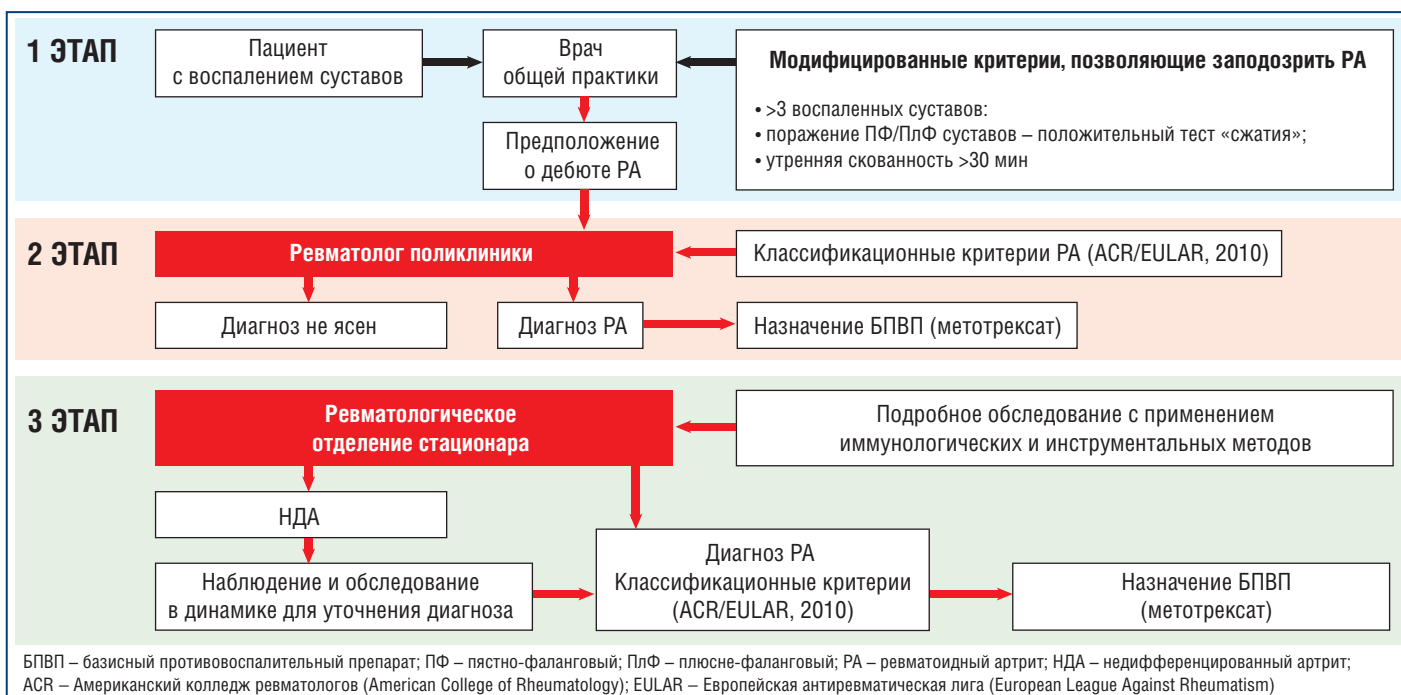 1 ЭТАП
Пациент
с воспалением суставов
Врач
общей практики
Модифицированные критерии, позволяющие заподозрить РА
• >3 воспаленных суставов:
• поражение ПФ/ПлФ суставов – положительный тест «сжатия»;
• утренняя скованность >30 мин
Предположение
о дебюте РА
2 ЭТАП
Ревматолог поликлиники
Классификационные критерии РА (ACR/EULAR, 2010)
Диагноз не ясен
Диагноз РА
Назначение БПВП (метотрексат)
3 ЭТАП
Ревматологическое
отделение стационара
Подробное обследование с применением
иммунологических и инструментальных методов
НДА
Наблюдение и обследование
в динамике для уточнения диагноза
Диагноз РА
Классификационные критерии
(ACR/EULAR, 2010)
Назначение БПВП
(метотрексат)
БПВП – базисный противовоспалительный препарат; ПФ – пястно-фаланговый; ПлФ – плюсне-фаланговый; РА – ревматоидный артрит; НДА – недифференцированный артрит;
ACR – Американский колледж ревматологов (American College of Rheumatology); EULAR – Европейская антиревматическая лига (European League Against Rheumatism)